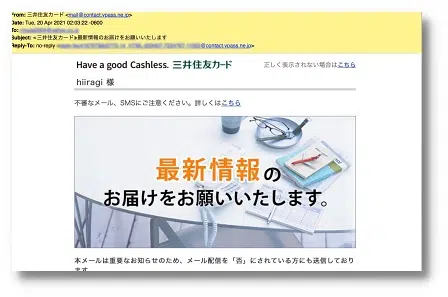 From: 三井住友カード <mail@contact.vpass.ne.jp>
Date: Tue, 20 Apr 2021 02:03:22 -0600
To:
Subject: <三井住友カード>最新情報のお届けをお願いいたします
Reply-To: no-reply @contact.vpass.ne.jp>
Have a good Cashless. 三井住友カード 正しく表示されない場合はこちら
hiiragi 様
不審なメール、SMSにご注意ください。詳しくはこちら
最新情報の
お届けをお願いいたします。
本メールは重要なお知らせのため、メール配信を「否」にされている方にも送信しており
ます。